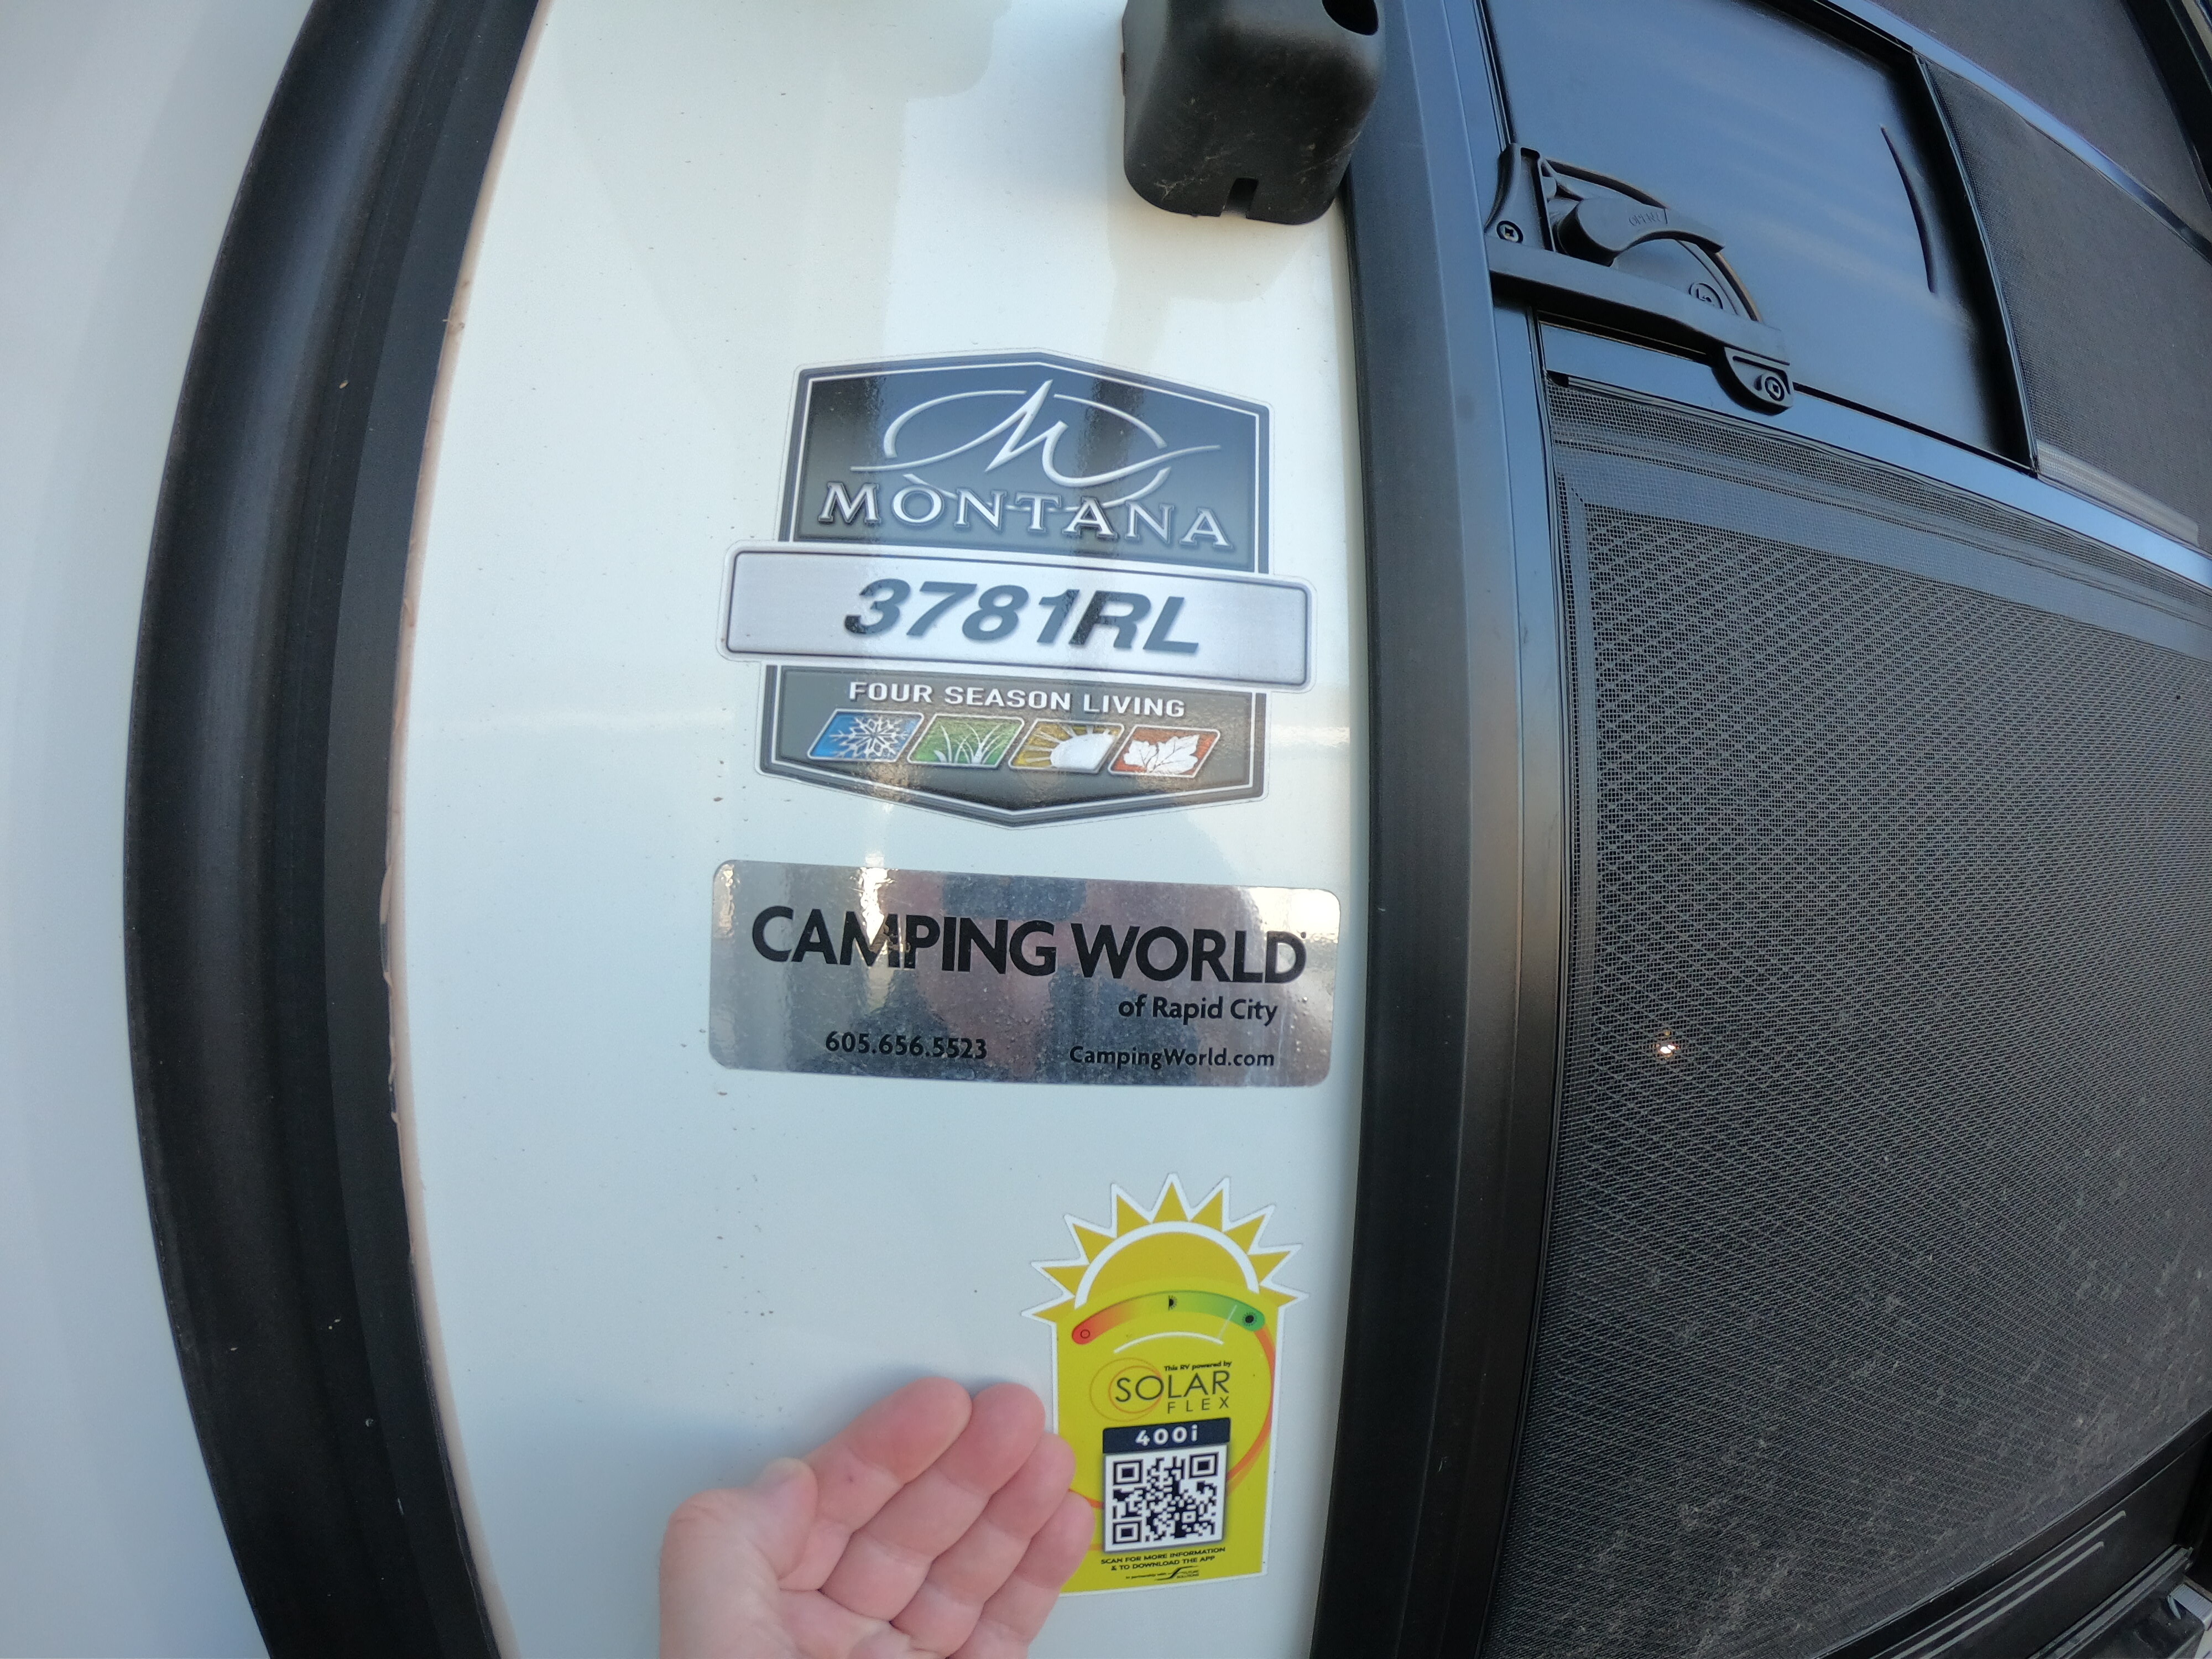 MONTANA
3781RL
FOUR SEASON LIVING
CAMPING WORLD
of Rapid City
605.656.5523 CampingWorld.com
This RV powered by
SOLAR
FLEX
400i
SCAN FOR MORE INFORMATION
& TO DOWNLOAD THE APP